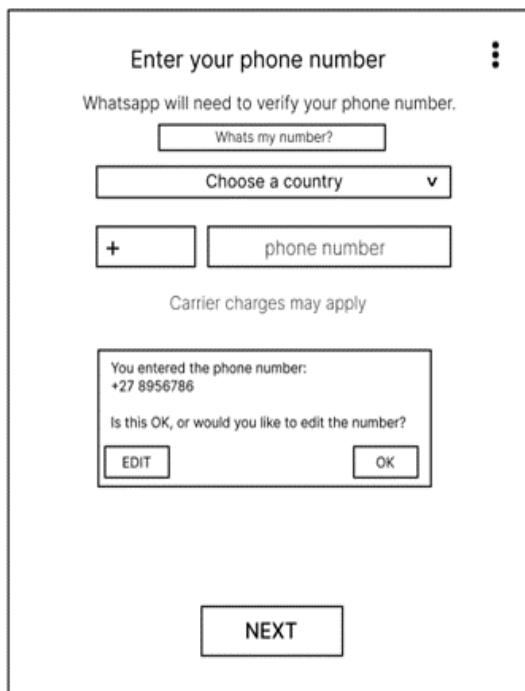 Enter your phone number
Whatsapp will need to verify your phone number.
Whats my number?
Choose a country v
+ phone number
Carrier charges may apply
You entered the phone number:
+27 8956786
Is this OK, or would you like to edit the number?
EDIT OK
NEXT